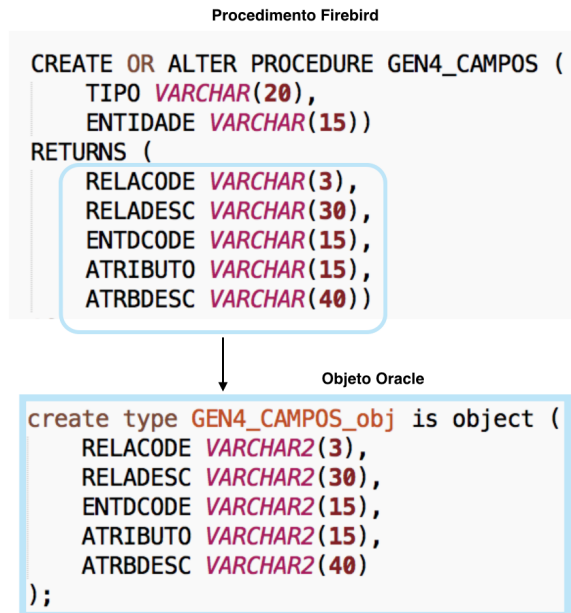 Procedimento Firebird
CREATE OR ALTER PROCEDURE GEN4_CAMPOS (
TIPO VARCHAR(20),
ENTIDADE VARCHAR(15))
RETURNS (
RELACODE VARCHAR(3),
RELADESC VARCHAR(30),
ENTDCODE VARCHAR(15),
ATRIBUTO VARCHAR(15),
ATRBDESC VARCHAR(40))
Objeto Oracle
create type GEN4_CAMPOS_obj is object (
RELACODE VARCHAR2(3),
RELADESC VARCHAR2(30),
ENTDCODE VARCHAR2(15),
ATRIBUTO VARCHAR2(15),
ATRBDESC VARCHAR2(40)
);